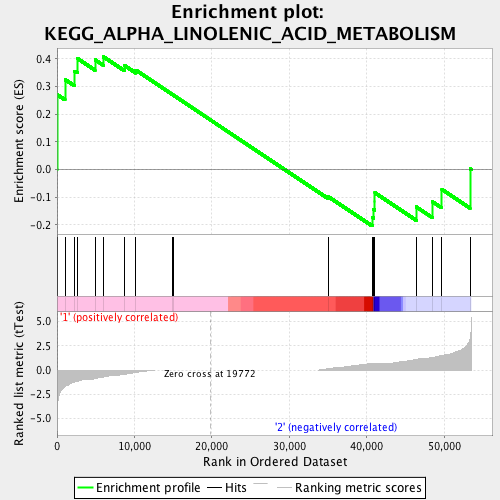 Enrichment plot:
KEGG_ALPHA_LINOLENIC_ACID_METABOLISM
Enrichment score (ES)
0.4
0.3
0.2
0.1
0.0
-0.1
-0.2
'1' (positively correlated)
Ranked list metric (tTest)
5.0
2.5
0.0
-2.5
-5.0
Zero cross at 19772
'2' (negatively correlated)
0
10,000
20,000
30,000
40,000
50,000
Rank in Ordered Dataset
Enrichment profile
Hits
Ranking metric scores